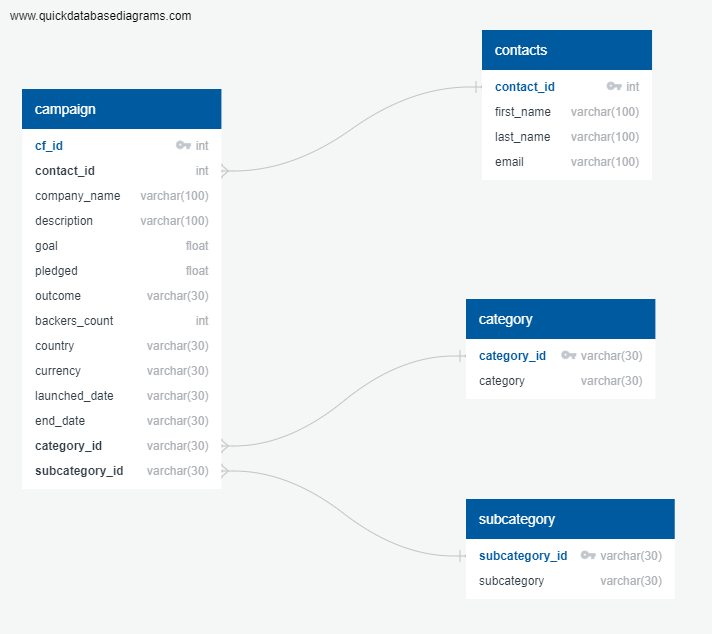 www.quickdatabasediagrams.com
campaign
cf_id int
contact_id int
company_name varchar(100)
description varchar(100)
goal float
pledged float
outcome varchar(30)
backers_count int
country varchar(30)
currency varchar(30)
launched_date varchar(30)
end_date varchar(30)
category_id varchar(30)
subcategory_id varchar(30)
contacts
contact_id int
first_name varchar(100)
last_name varchar(100)
email varchar(100)
category
category_id varchar(30)
category varchar(30)
subcategory
subcategory_id varchar(30)
subcategory varchar(30)